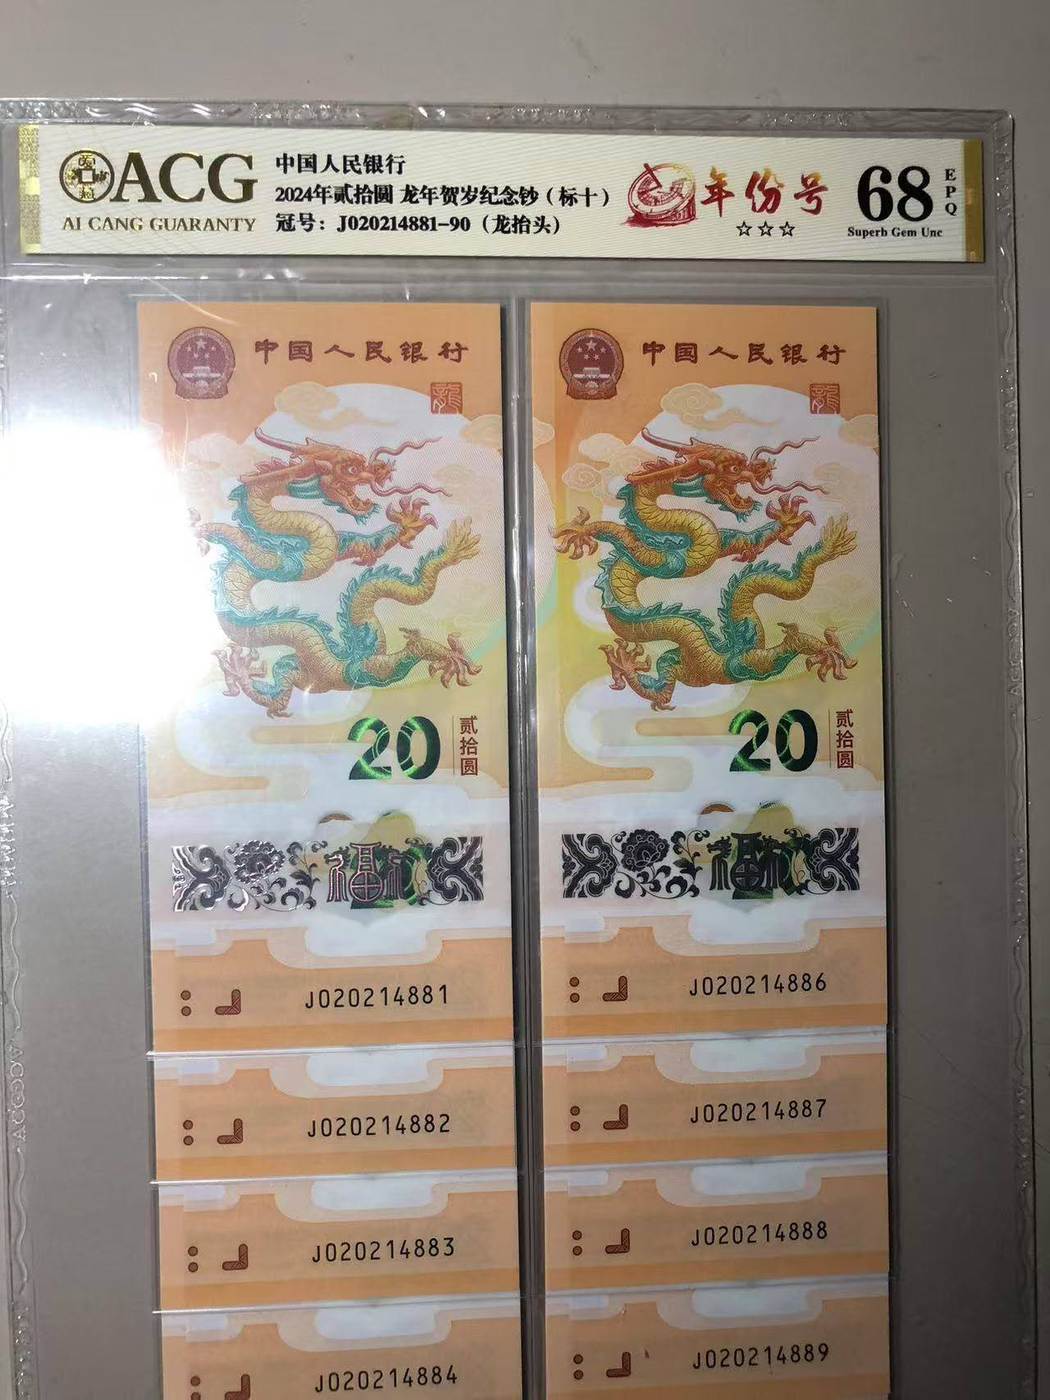 ACG
AI CANG GUARANTY
中国人民银行
2024年贰拾圆 龙年贺岁纪念钞（标十）
冠号：J020214881-90（龙抬头）
年份号
☆☆☆
68
EPQ
Superb Gem Unc
中国人民银行
20
贰拾圆
福
J020214881
J020214882
J020214883
J020214884
中国人民银行
20
贰拾圆
福
J020214886
J020214887
J020214888
J020214889